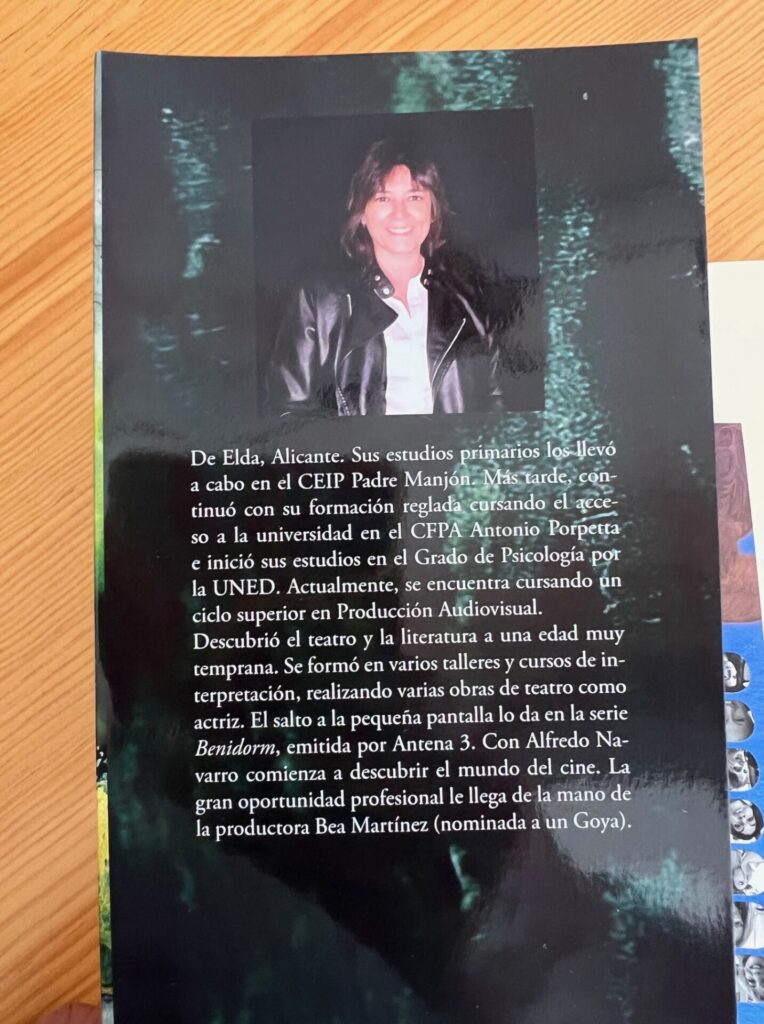 De Elda, Alicante. Sus estudios primarios los llevó
a cabo en el CEIP Padre Manjón. Más tarde, con-
tinuó con su formación reglada cursando el acce-
so a la universidad en el CFPA Antonio Porpetta
e inició sus estudios en el Grado de Psicología por
la UNED. Actualmente, se encuentra cursando un
ciclo superior en Producción Audiovisual.
Descubrió el teatro y la literatura a una edad muy
temprana. Se formó en varios talleres y cursos de in-
terpretación, realizando varias obras de teatro como
actriz. El salto a la pequeña pantalla lo da en la serie
Benidorm, emitida por Antena 3. Con Alfredo Na-
varro comienza a descubrir el mundo del cine. La
gran oportunidad profesional le llega de la mano de
la productora Bea Martínez (nominada a un Goya).